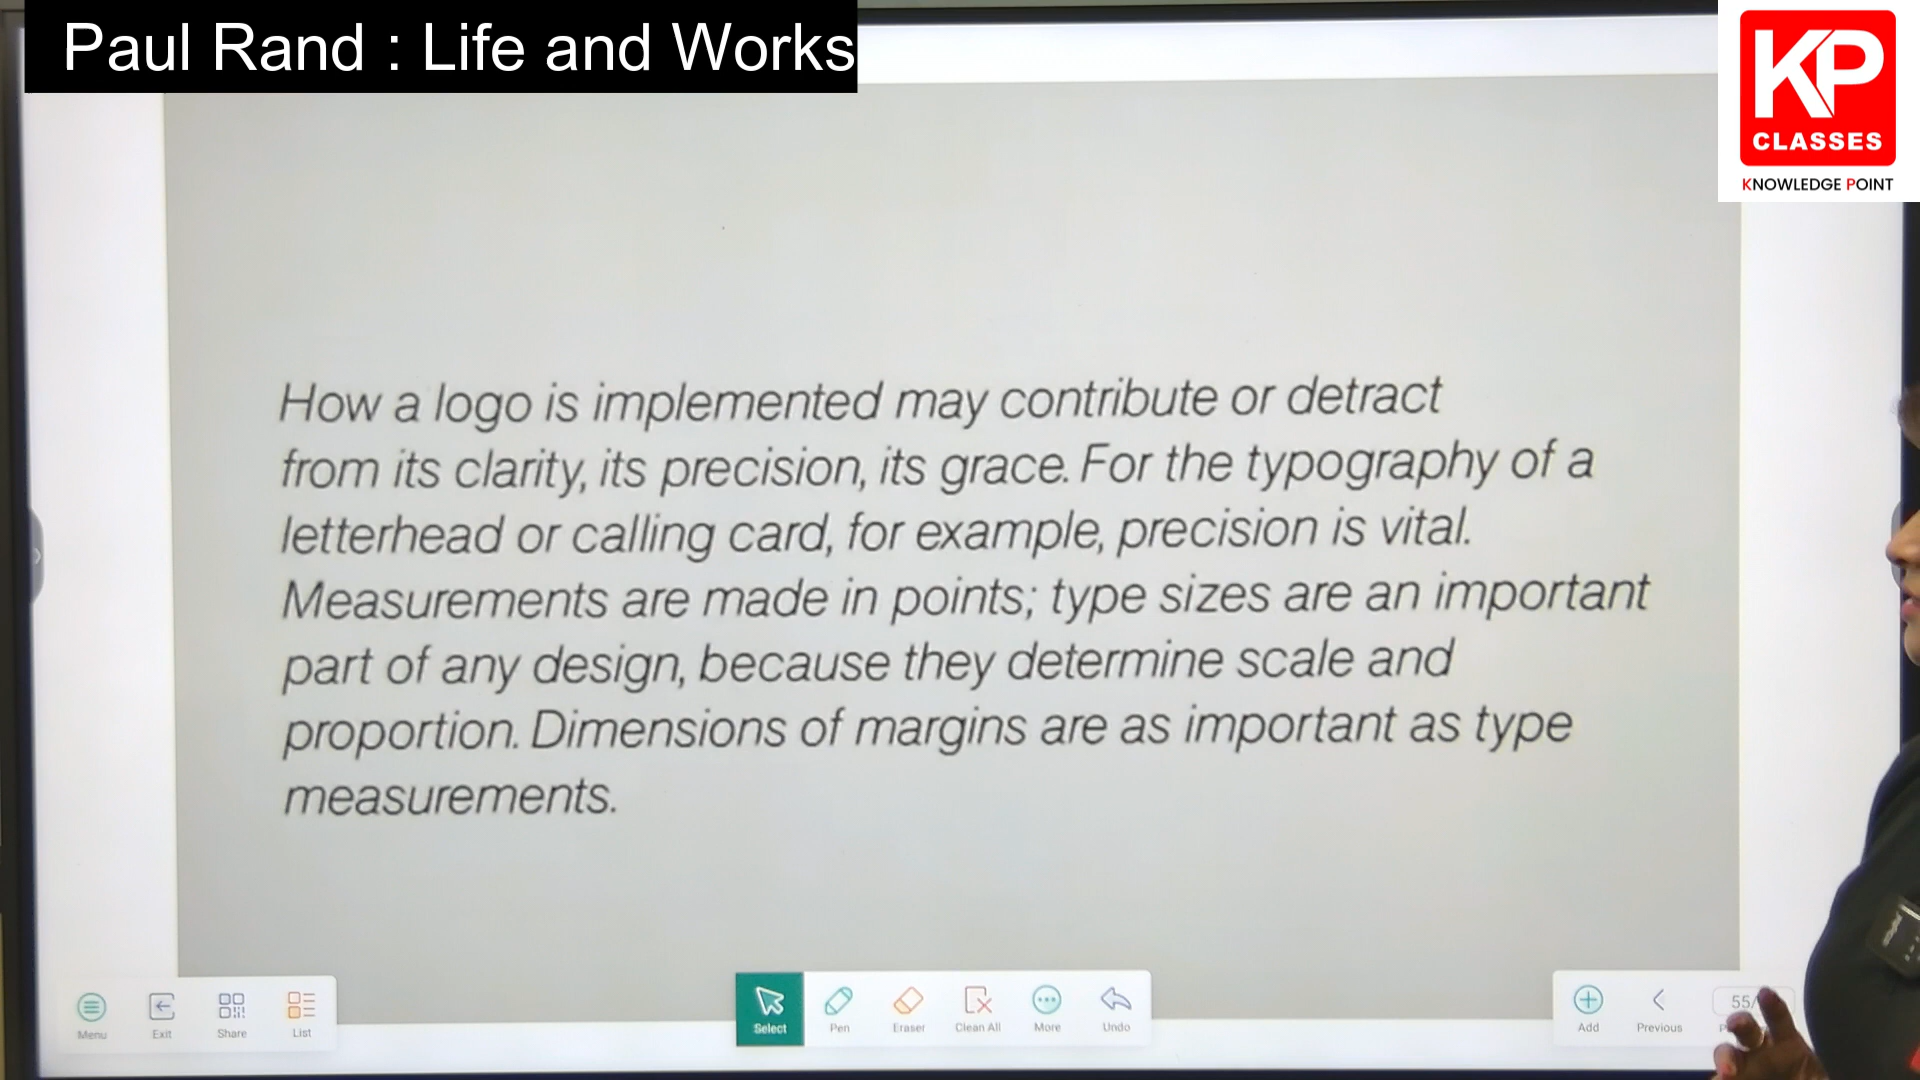 Paul Rand : Life and Works
KP
CLASSES
KNOWLEDGE POINT
How a logo is implemented may contribute or detract
from its clarity, its precision, its grace. For the typography of a
letterhead or calling card, for example, precision is vital.
Measurements are made in points; type sizes are an important
part of any design, because they determine scale and
proportion. Dimensions of margins are as important as type
measurements.
Menu
Exit
Share
List
Select
Pen
Eraser
Clean All
More
Undo
Add
Previous
55/